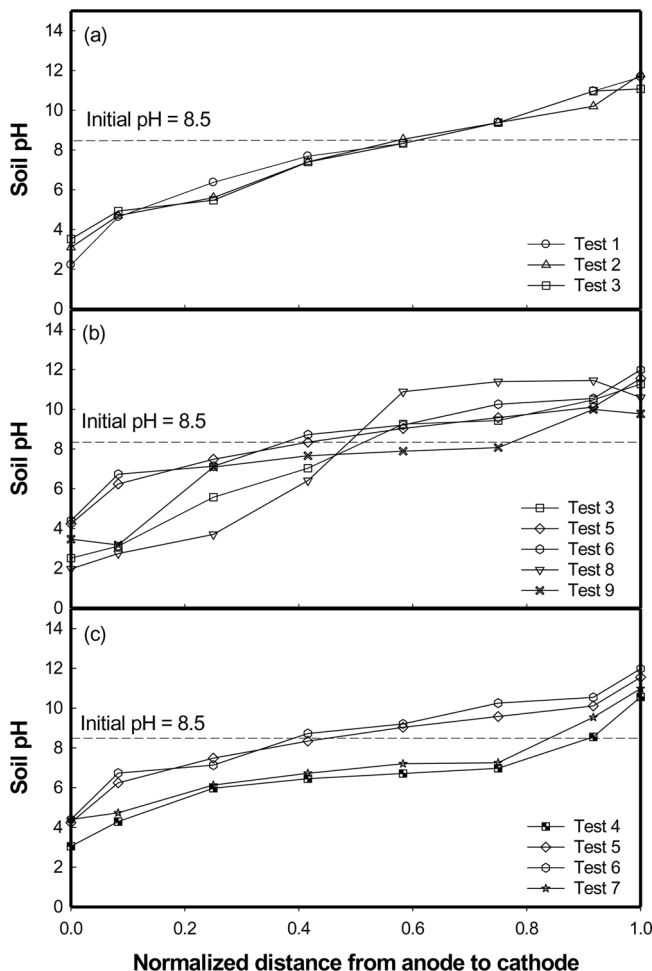 (a)
14
12
10
8
6
4
2
0
Soil pH
Initial pH = 8.5
Test 1
Test 2
Test 3
(b)
14
12
10
8
6
4
2
0
Soil pH
Initial pH = 8.5
Test 3
Test 5
Test 6
Test 8
Test 9
(c)
14
12
10
8
6
4
2
0
Soil pH
Initial pH = 8.5
Test 4
Test 5
Test 6
Test 7
0.0 0.2 0.4 0.6 0.8 1.0
Normalized distance from anode to cathode